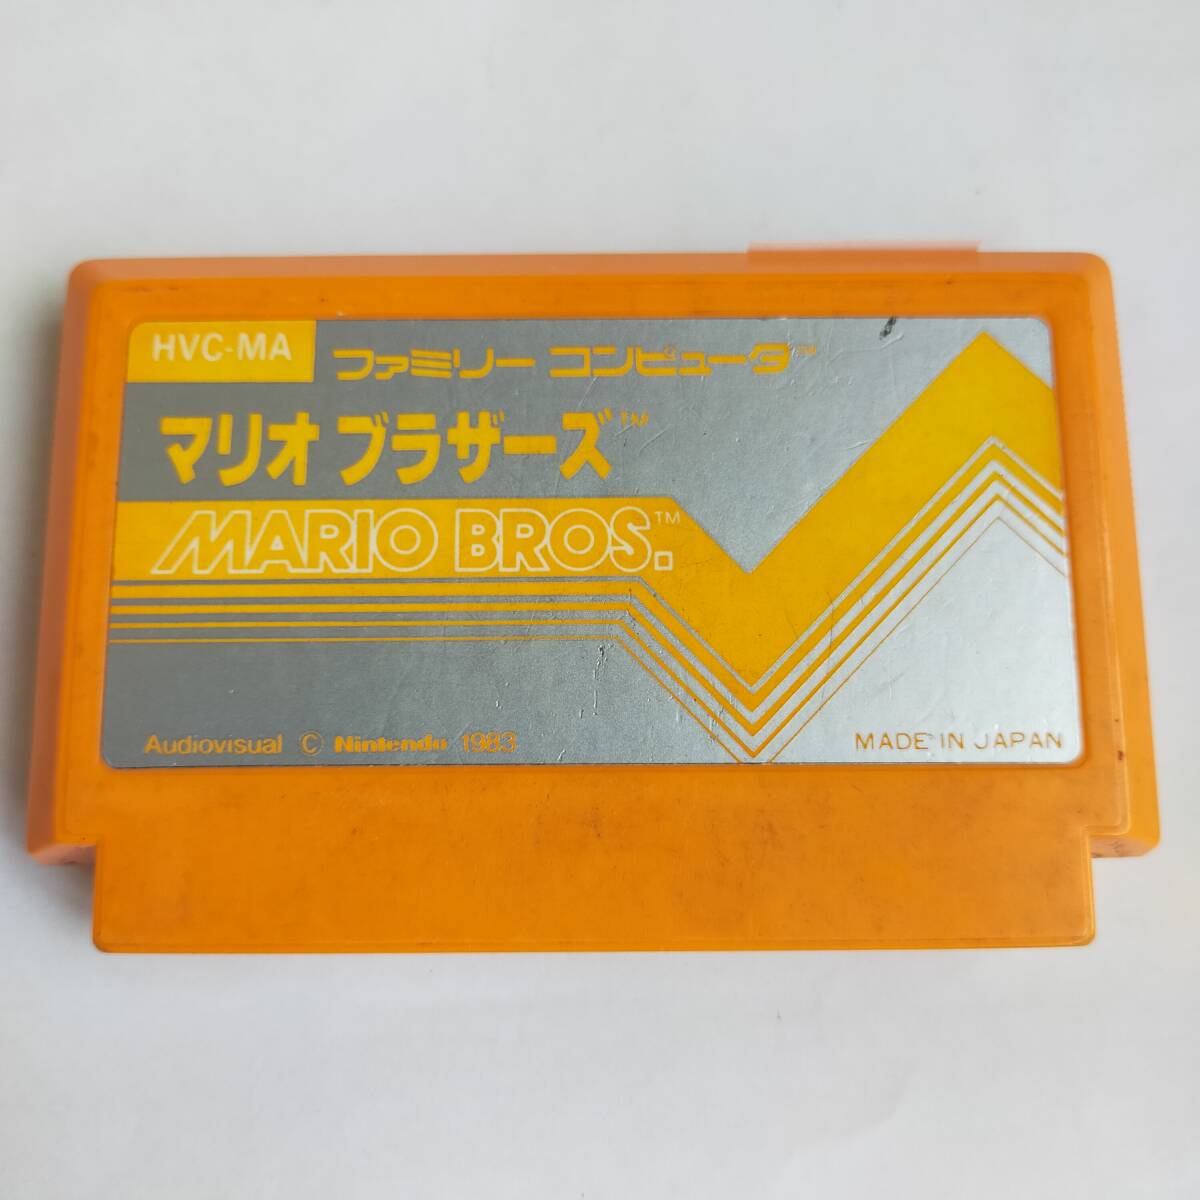 HVC-MA
ファミリー コンピュータ™
マリオ ブラザーズ™
MARIO BROS.™
Audiovisual © Nintendo 1983
MADE IN JAPAN